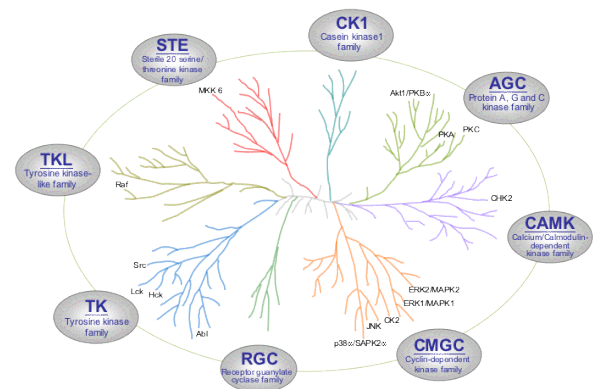 CK1
Casein kinase1
family
STE
Sterile 20 serine/
threonine kinase
family
AGC
Protein A, G and C
kinase family
MKK 6
Akt1/PKBα
PKA
PKC
TKL
Tyrosine kinase-
like family
Raf
CHK2
CAMK
Calcium/Calmodulin-
dependent
kinase family
Src
Lck
Hck
Abl
ERK2/MAPK2
ERK1/MAPK1
CK2
JNK
p38α/SAPK2α
TK
Tyrosine kinase
family
RGC
Receptor guanylate
cyclase family
CMGC
Cyclin-dependent
kinase family